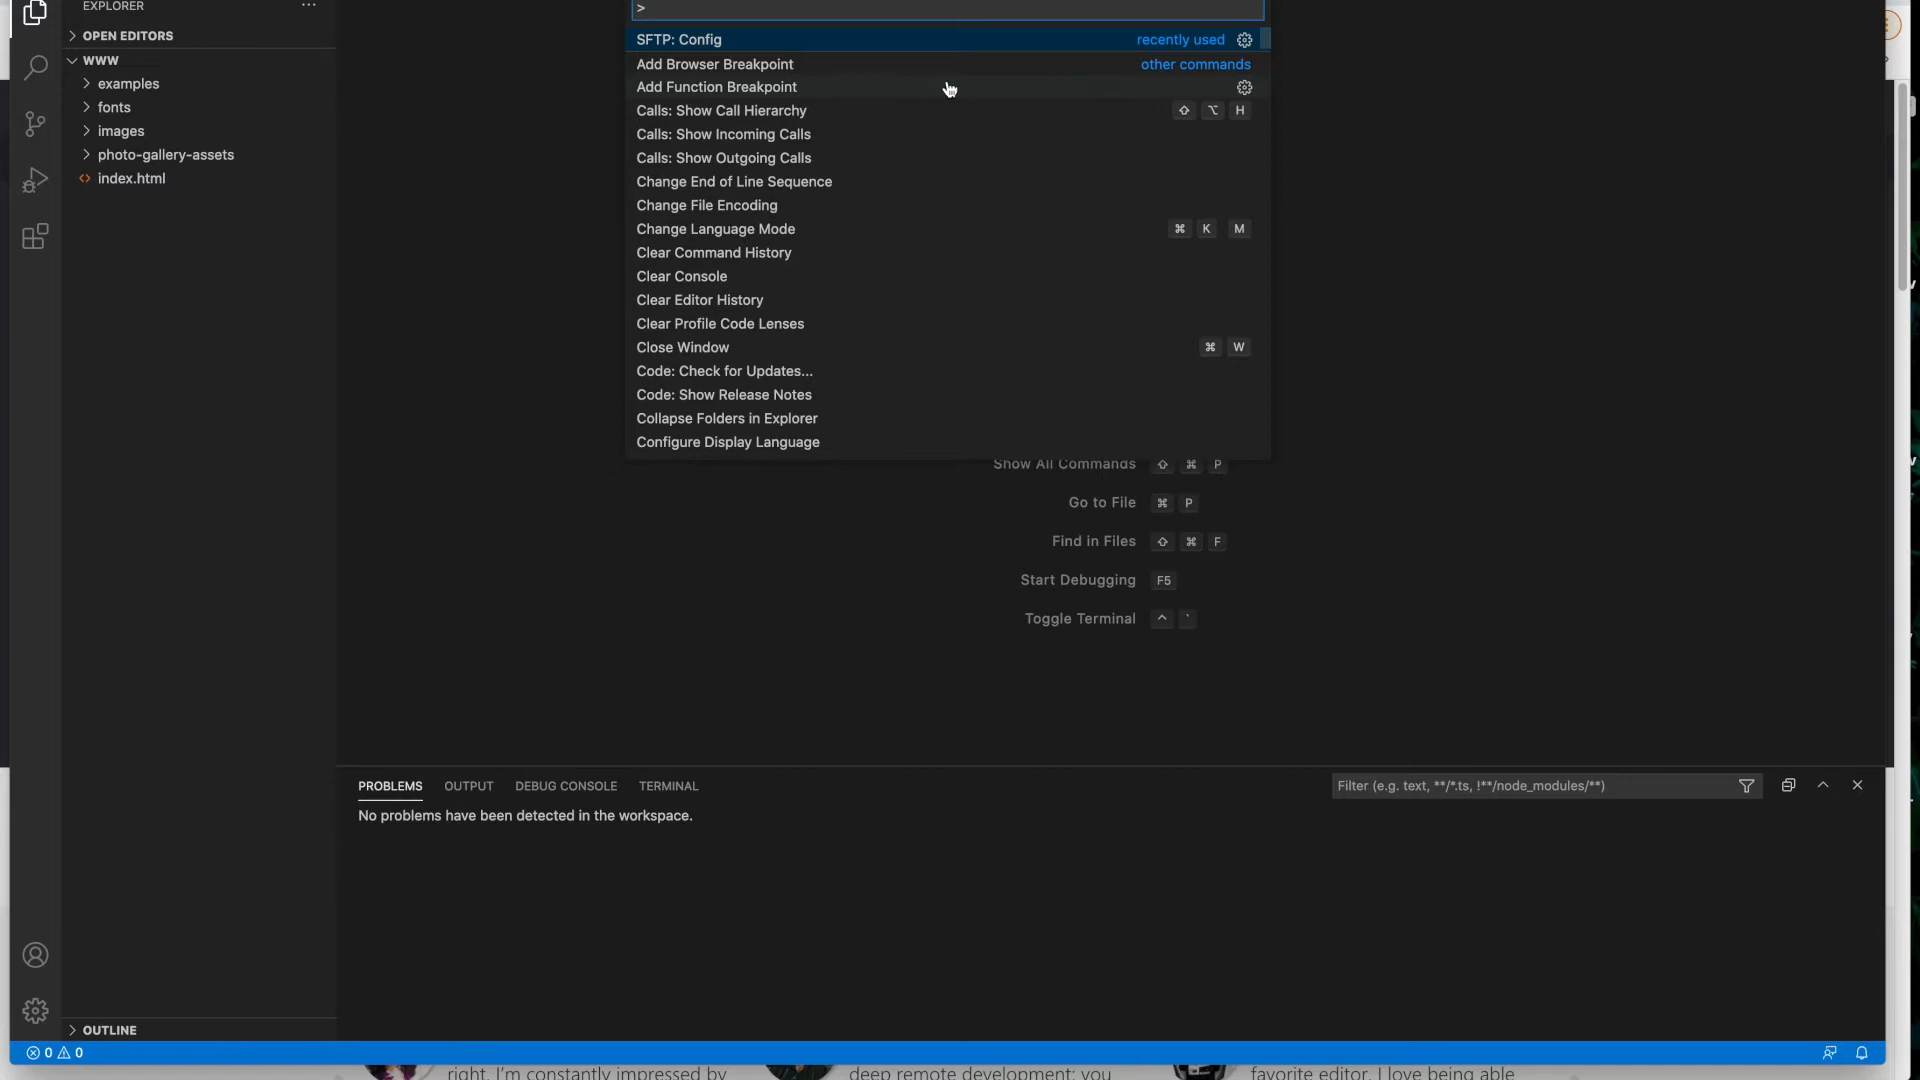 EXPLORER
OPEN EDITORS
WWW
examples
fonts
images
photo-gallery-assets
index.html
>
SFTP: Config recently used
Add Browser Breakpoint other commands
Add Function Breakpoint
Calls: Show Call Hierarchy ⇧ ⌥ H
Calls: Show Incoming Calls
Calls: Show Outgoing Calls
Change End of Line Sequence
Change File Encoding
Change Language Mode ⌘ K M
Clear Command History
Clear Console
Clear Editor History
Clear Profile Code Lenses
Close Window ⌘ W
Code: Check for Updates...
Code: Show Release Notes
Collapse Folders in Explorer
Configure Display Language
Show All Commands ⇧ ⌘ P
Go to File ⌘ P
Find in Files ⇧ ⌘ F
Start Debugging F5
Toggle Terminal ^ `
PROBLEMS OUTPUT DEBUG CONSOLE TERMINAL
Filter (e.g. text, **/*.ts, !**/node_modules/**)
No problems have been detected in the workspace.
OUTLINE
0 0
right. I'm constantly impressed by
deep remote development: you
favorite editor. I love being able